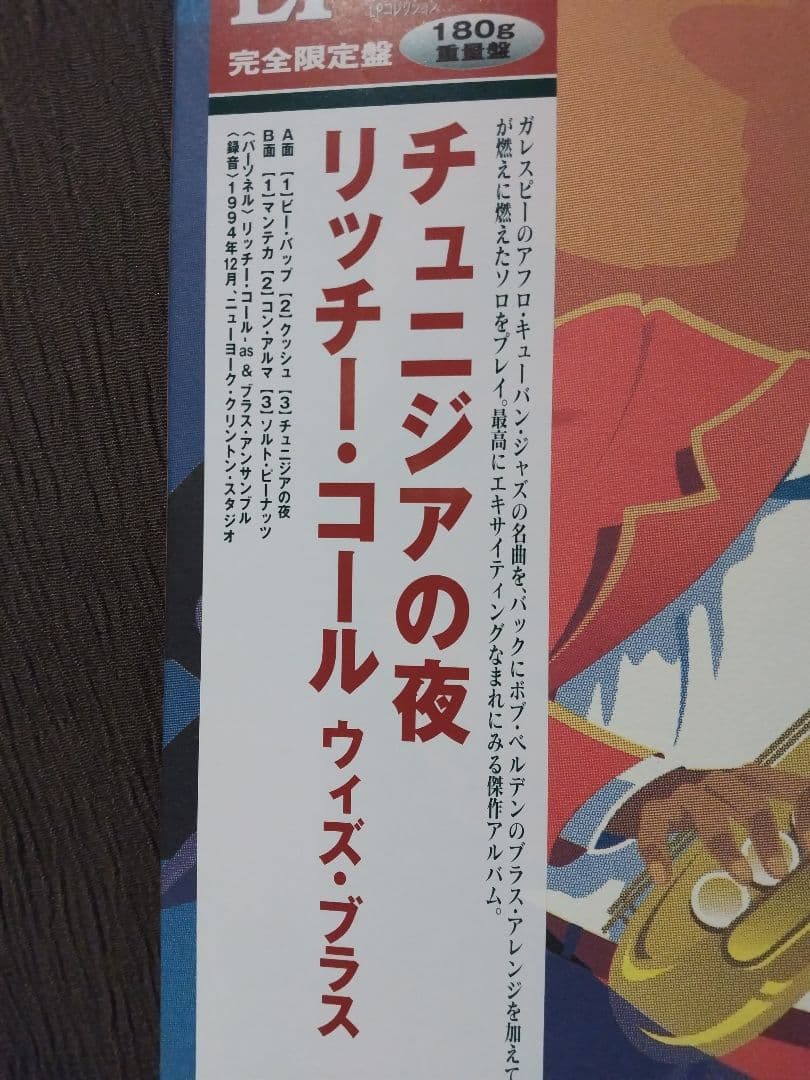 LP
LPコレクション
完全限定盤
180g
重量盤
ガレスピーのアフロ・キューバン・ジャズの名曲を、バックにボブ・ベルデンのブラス・アレンジを加えて
が燃えに燃えたソロをプレイ。最高にエキサイティングなまれにみる傑作アルバム。
チュニジアの夜
リッチー・コール ウィズ・ブラス
A面 [1]ビー・バップ [2]クッシュ [3]チュニジアの夜
B面 [1]マンテカ [2]コン・アルマ [3]ソルト・ピーナッツ
〈パーソネル〉リッチー・コール-as & ブラス・アンサンブル
〈録音〉1994年12月、ニューヨーク・クリントン・スタジオ